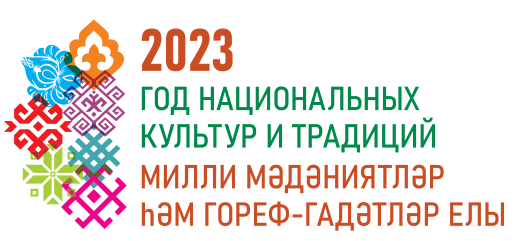 2023
ГОД НАЦИОНАЛЬНЫХ
КУЛЬТУР И ТРАДИЦИЙ
МИЛЛИ МӘДӘНИЯТЛӘР
ҺӘМ ГОРЕФ-ГАДӘТЛӘР ЕЛЫ